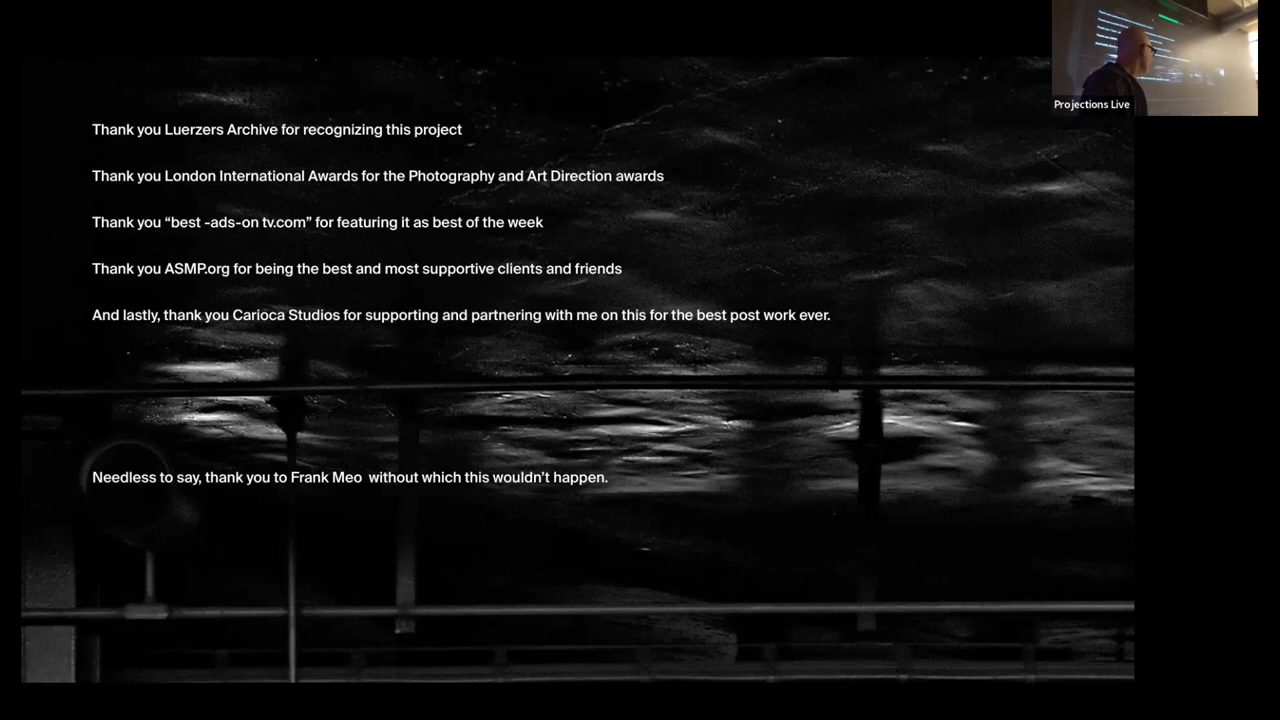 Thank you Luerzers Archive for recognizing this project
Thank you London International Awards for the Photography and Art Direction awards
Thank you “best -ads-on tv.com” for featuring it as best of the week
Thank you ASMP.org for being the best and most supportive clients and friends
And lastly, thank you Carioca Studios for supporting and partnering with me on this for the best post work ever.
Needless to say, thank you to Frank Meo  without which this wouldn’t happen.
Projections Live